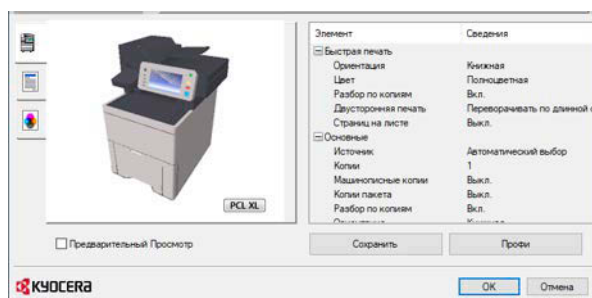 Элемент Сведения
Быстрая печать
Ориентация Книжная
Цвет Полноцветная
Разбор по копиям Вкл.
Двусторонняя печать Переворачивать по длинной
Страниц на листе Выкл.
Основные
Источник Автоматический выбор
Копии 1
Машинописные копии Выкл.
Копии пакета Выкл.
Разбор по копиям Вкл.
PCL XL
Предварительный Просмотр
Сохранить Профи
KYOCERA
OK Отмена